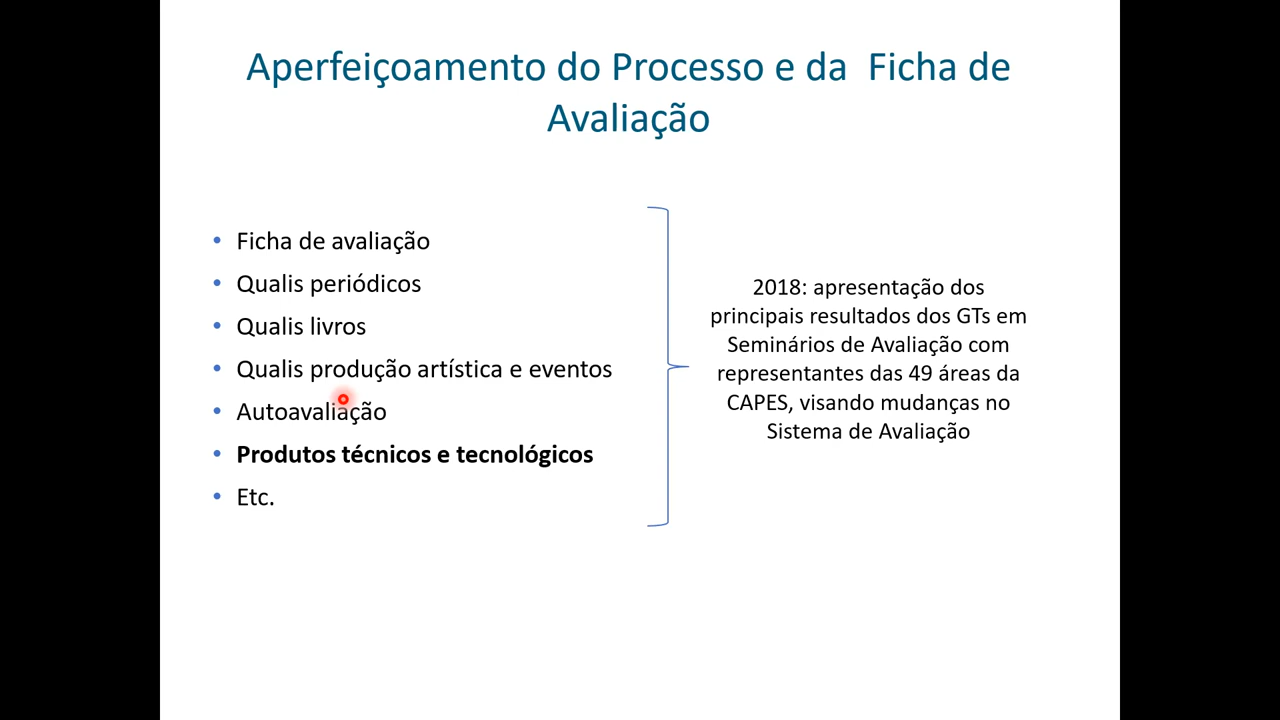 Aperfeiçoamento do Processo e da  Ficha de
Avaliação
• Ficha de avaliação
• Qualis periódicos
• Qualis livros
• Qualis produção artística e eventos
• Autoavaliação
• Produtos técnicos e tecnológicos
• Etc.
2018: apresentação dos
principais resultados dos GTs em
Seminários de Avaliação com
representantes das 49 áreas da
CAPES, visando mudanças no
Sistema de Avaliação